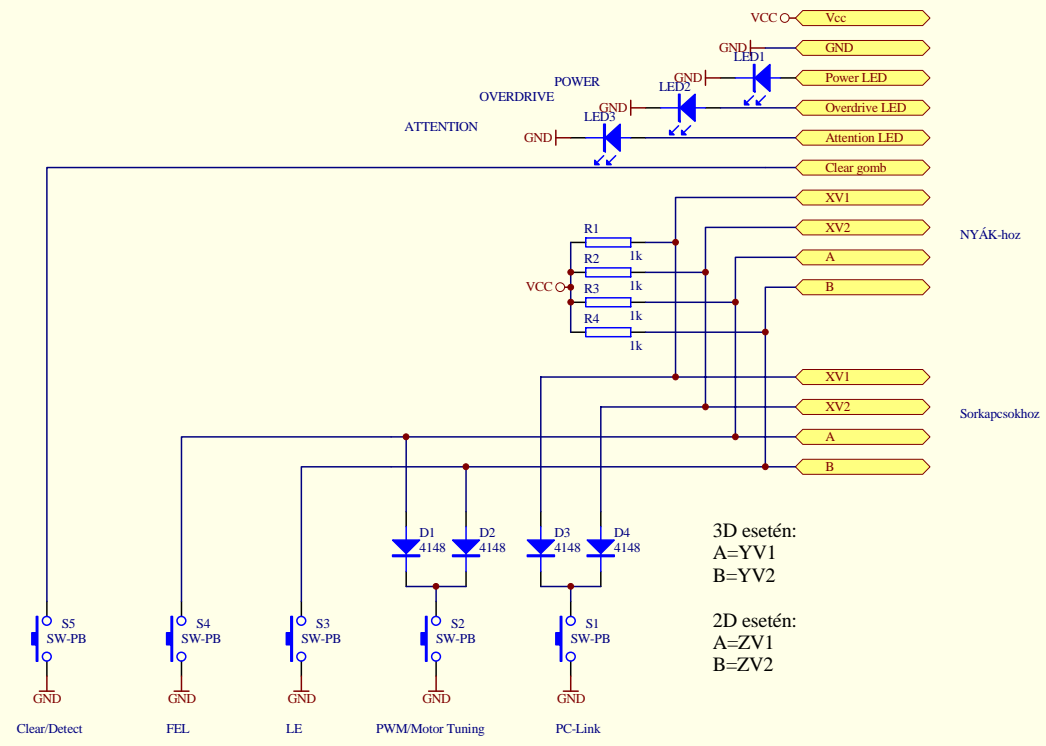 VCC Vcc
GND GND
LED1
GND Power LED
POWER LED2
OVERDRIVE GND Overdrive LED
LED3
ATTENTION GND Attention LED
Clear gomb
XV1
R1 XV2 NYÁK-hoz
1k A
R2
1k
VCC R3 B
1k
R4
1k
XV1
XV2 Sorkapcsokhoz
A
B
D1 D2 D3 D4
4148 4148 4148 4148
3D esetén:
A=YV1
B=YV2
2D esetén:
A=ZV1
B=ZV2
S5 S4 S3 S2 S1
SW-PB SW-PB SW-PB SW-PB SW-PB
GND GND GND GND GND
Clear/Detect FEL LE PWM/Motor Tuning PC-Link